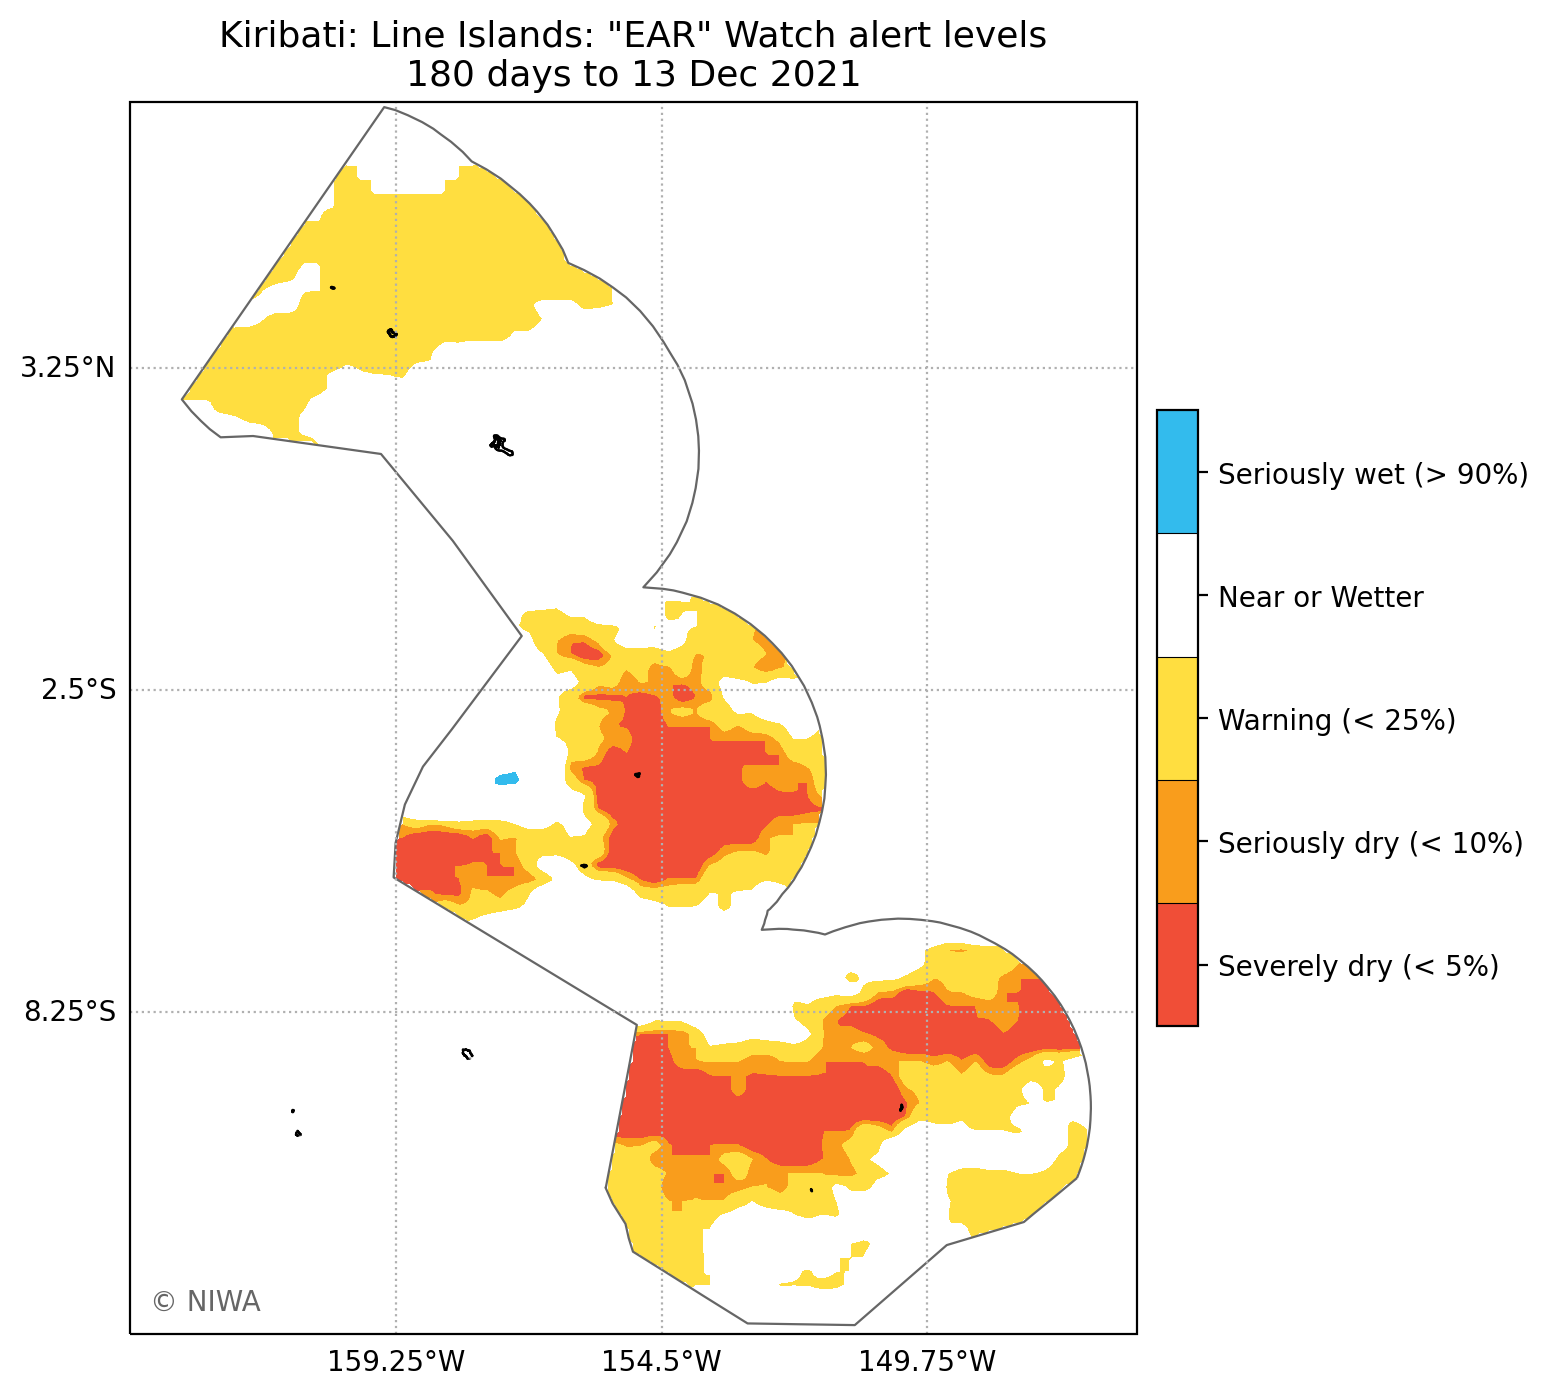 Kiribati: Line Islands: "EAR" Watch alert levels
180 days to 13 Dec 2021
3.25°N
2.5°S
8.25°S
159.25°W
154.5°W
149.75°W
Seriously wet (> 90%)
Near or Wetter
Warning (< 25%)
Seriously dry (< 10%)
Severely dry (< 5%)
© NIWA